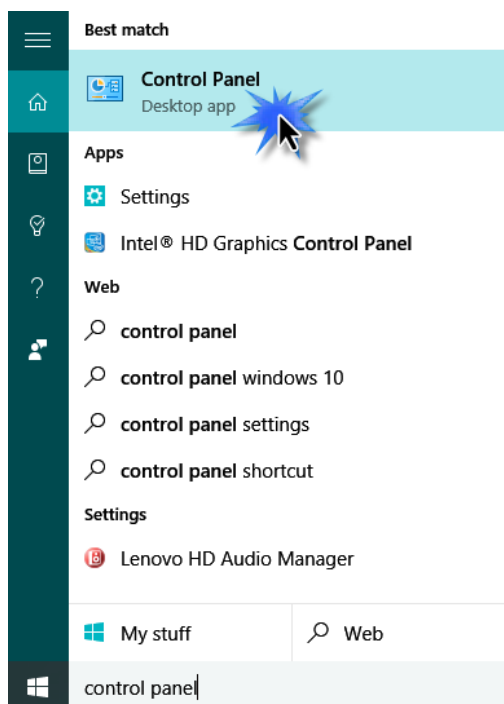 Best match
Control Panel
Desktop app
Apps
Settings
Intel® HD Graphics Control Panel
Web
control panel
control panel windows 10
control panel settings
control panel shortcut
Settings
Lenovo HD Audio Manager
My stuff
Web
control panel